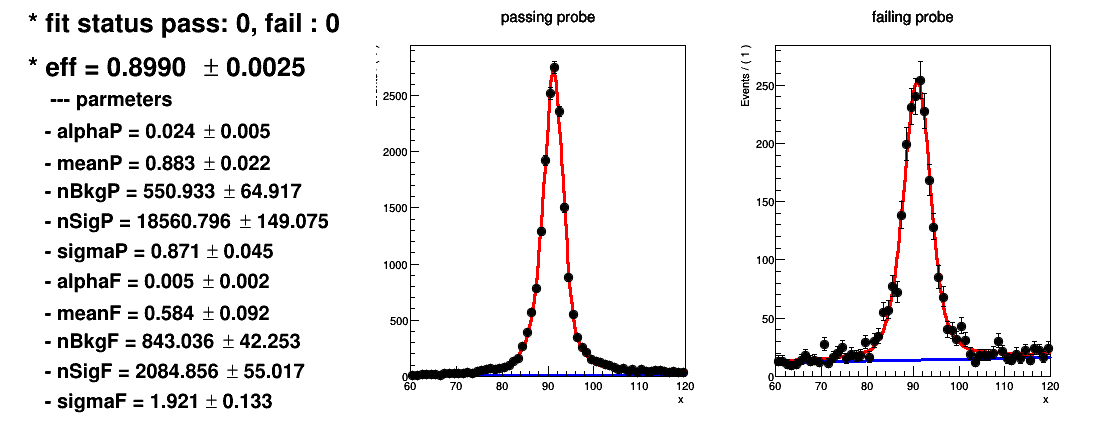 * fit status pass: 0, fail : 0
* eff = 0.8990 ± 0.0025
--- parmeters
- alphaP = 0.024 ± 0.005
- meanP = 0.883 ± 0.022
- nBkgP = 550.933 ± 64.917
- nSigP = 18560.796 ± 149.075
- sigmaP = 0.871 ± 0.045
- alphaF = 0.005 ± 0.002
- meanF = 0.584 ± 0.092
- nBkgF = 843.036 ± 42.253
- nSigF = 2084.856 ± 55.017
- sigmaF = 1.921 ± 0.133
passing probe
2500
2000
1500
1000
500
0
60 70 80 90 100 110 120
x
failing probe
Events / ( 1 )
250
200
150
100
50
0
60 70 80 90 100 110 120
x